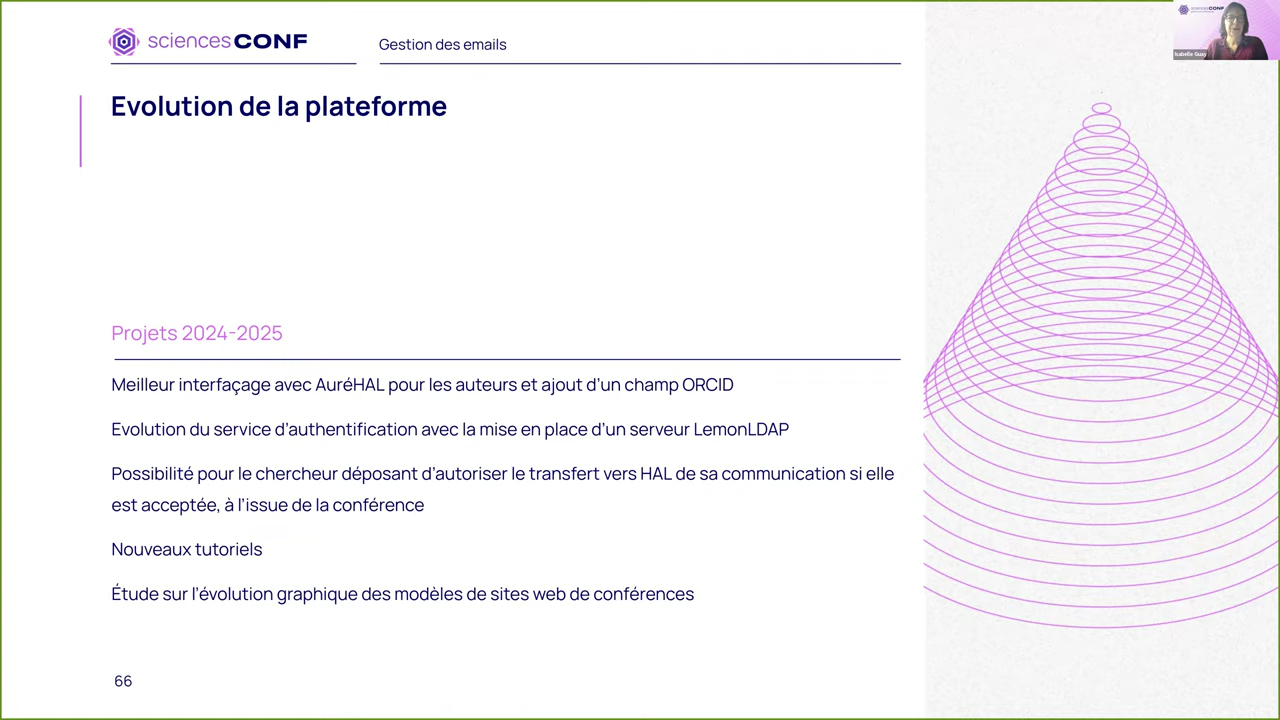 sciencesCONF
Gestion des emails
Evolution de la plateforme
Projets 2024-2025
Meilleur interfaçage avec AuréHAL pour les auteurs et ajout d'un champ ORCID
Evolution du service d'authentification avec la mise en place d'un serveur LemonLDAP
Possibilité pour le chercheur déposant d'autoriser le transfert vers HAL de sa communication si elle
est acceptée, à l'issue de la conférence
Nouveaux tutoriels
Étude sur l'évolution graphique des modèles de sites web de conférences
66
sciencesCONF
Isabelle Guay